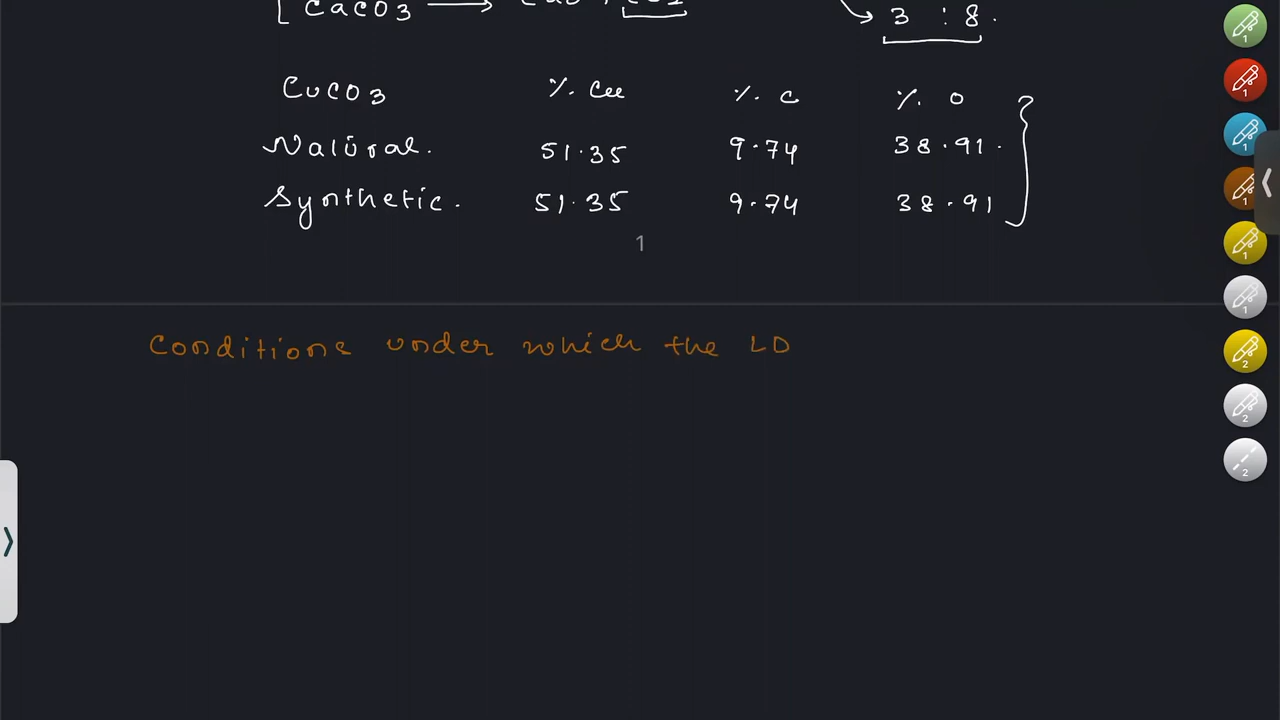 [ CaCO3 → CaO + CO2 3 : 8.
CuCO3 %. Cu %. C %. O
Natural. 51.35 9.74 38.91.
Synthetic. 51.35 9.74 38.91
1
Conditions under which the LD